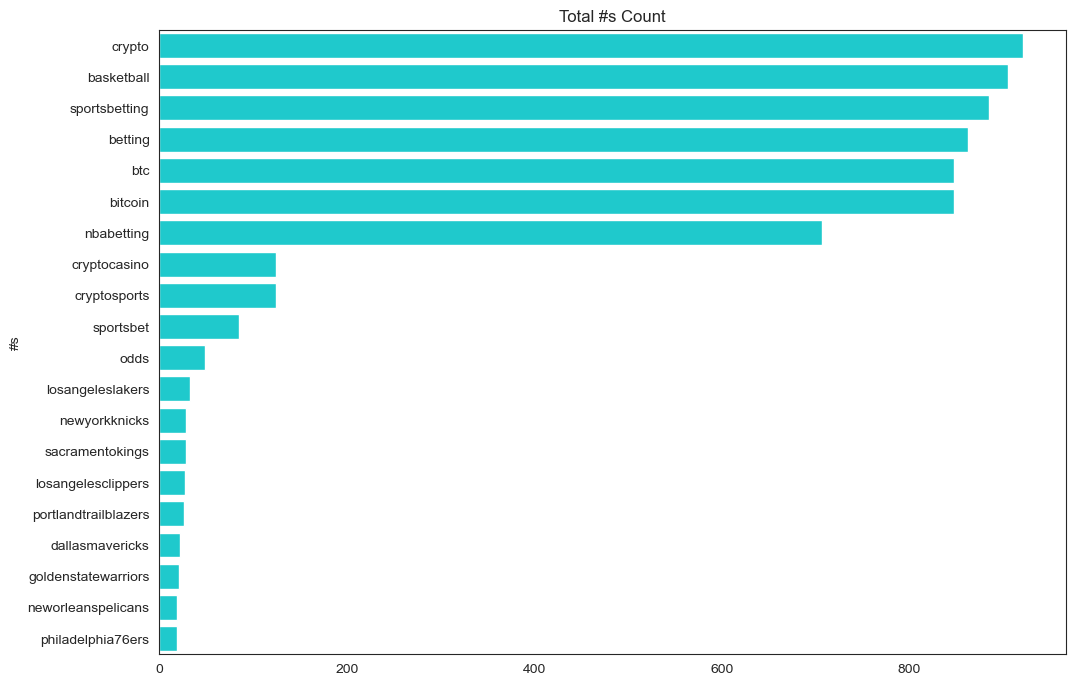 Total #s Count
crypto
basketball
sportsbetting
betting
btc
bitcoin
nbabetting
cryptocasino
cryptosports
sportsbet
odds
losangeleslakers
newyorkknicks
sacramentokings
losangelesclippers
portlandtrailblazers
dallasmavericks
goldenstatewarriors
neworleanspelicans
philadelphia76ers
#s
0 200 400 600 800